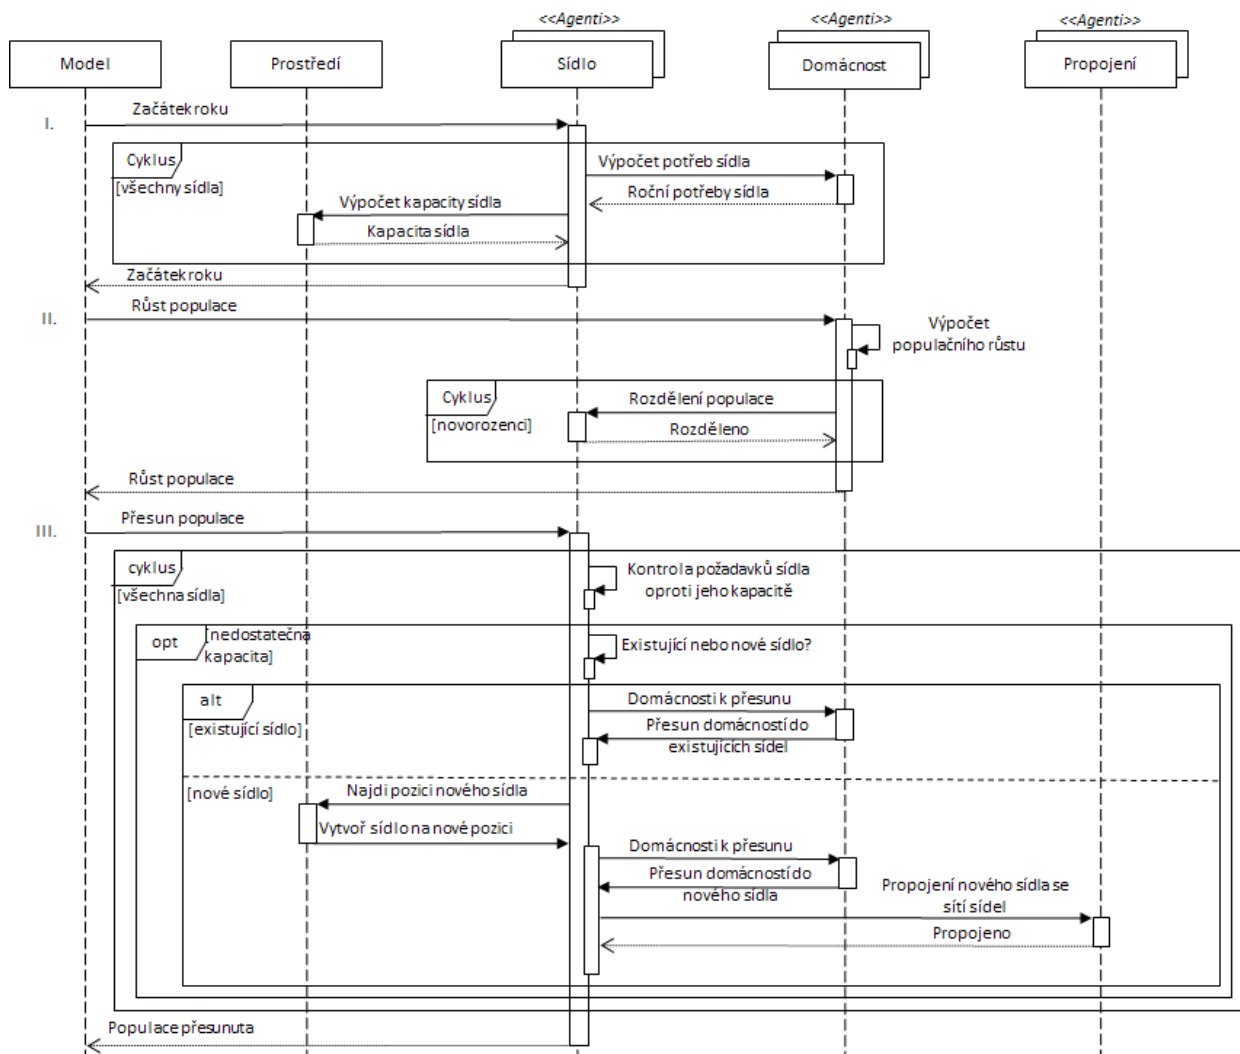 <<Agenti>>
<<Agenti>>
<<Agenti>>
Model
Prostředí
Sídlo
Domácnost
Propojení
I.
Začátek roku
Cyklus
[všechny sídla]
Výpočet potřeb sídla
Roční potřeby sídla
Výpočet kapacity sídla
Kapacita sídla
Začátek roku
II.
Růst populace
Výpočet
populačního růstu
Cyklus
[novorozenci]
Rozdělení populace
Rozděleno
Růst populace
III.
Přesun populace
cyklus
[všechna sídla]
Kontrola požadavků sídla
oproti jeho kapacitě
opt
[nedostatečna
kapacita]
Existující nebo nové sídlo?
alt
[existující sídlo]
Domácnosti k přesunu
Přesun domácností do
existujících sídel
[nové sídlo]
Najdi pozici nového sídla
Vytvoř sídlo na nové pozici
Domácnosti k přesunu
Přesun domácností do
nového sídla
Propojení nového sídla se
sítí sídel
Propojeno
Populace přesunuta